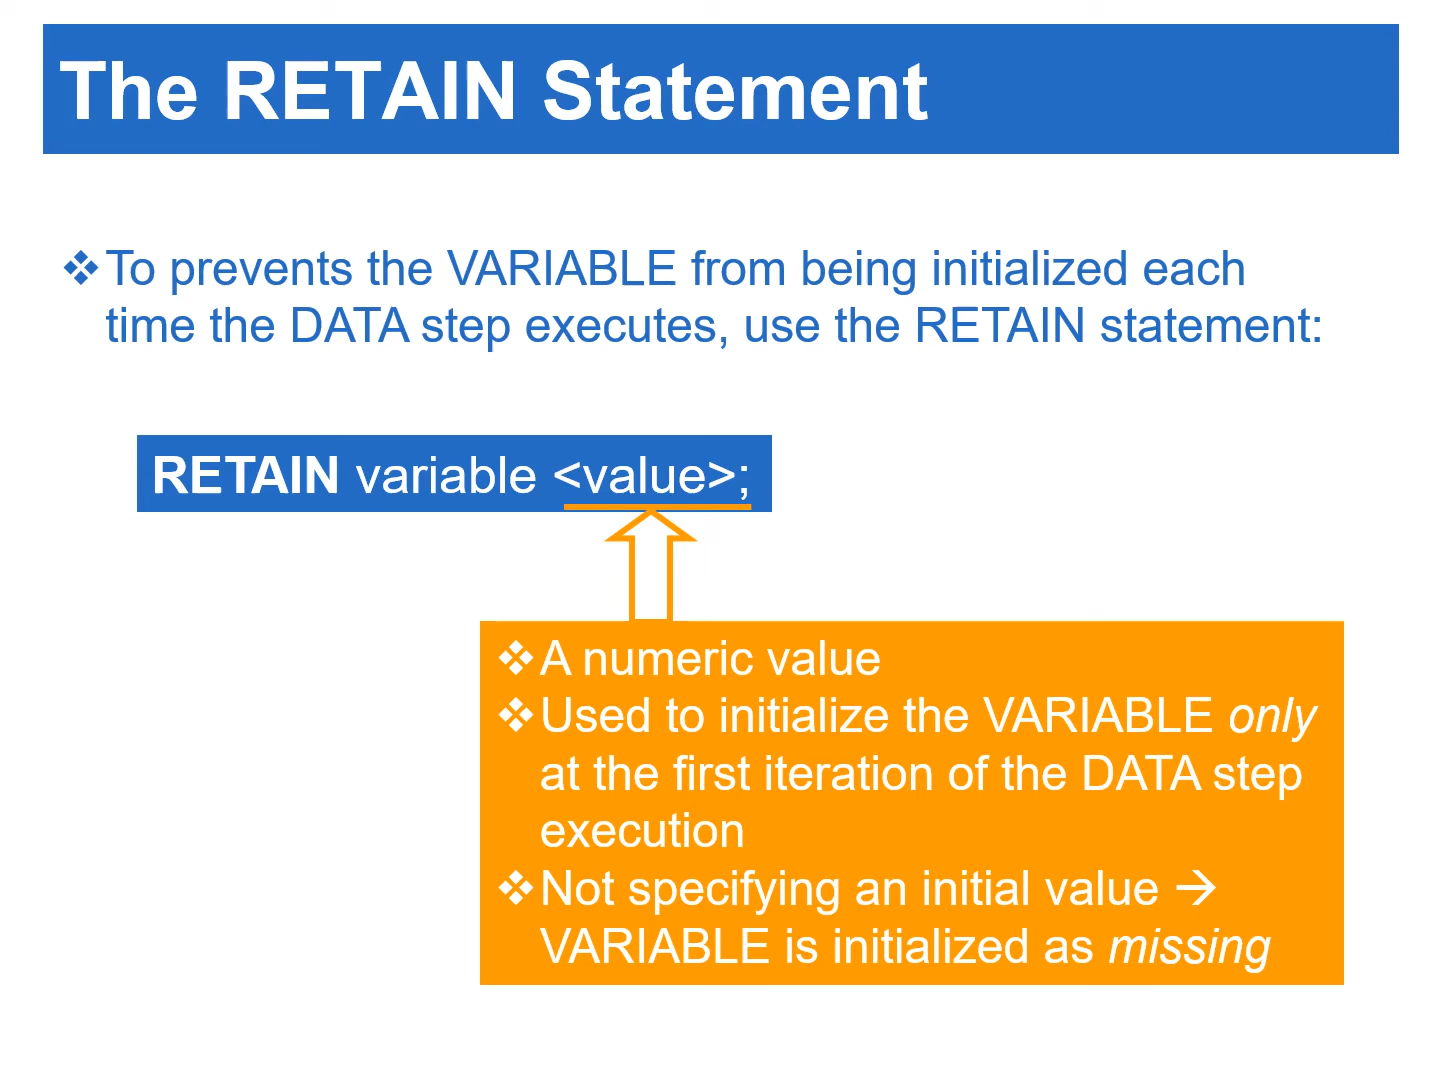 The RETAIN Statement
❖To prevents the VARIABLE from being initialized each
time the DATA step executes, use the RETAIN statement:
RETAIN variable <value>;
❖A numeric value
❖Used to initialize the VARIABLE only
at the first iteration of the DATA step
execution
❖Not specifying an initial value →
VARIABLE is initialized as missing